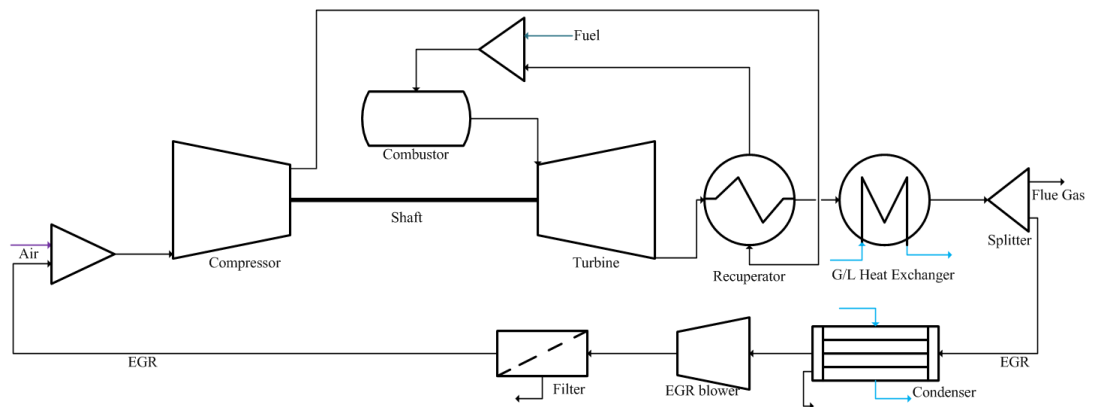 Fuel
Combustor
Shaft
Air
Compressor
Turbine
Recuperator
G/L Heat Exchanger
Splitter
Flue Gas
EGR
Filter
EGR blower
Condenser
EGR